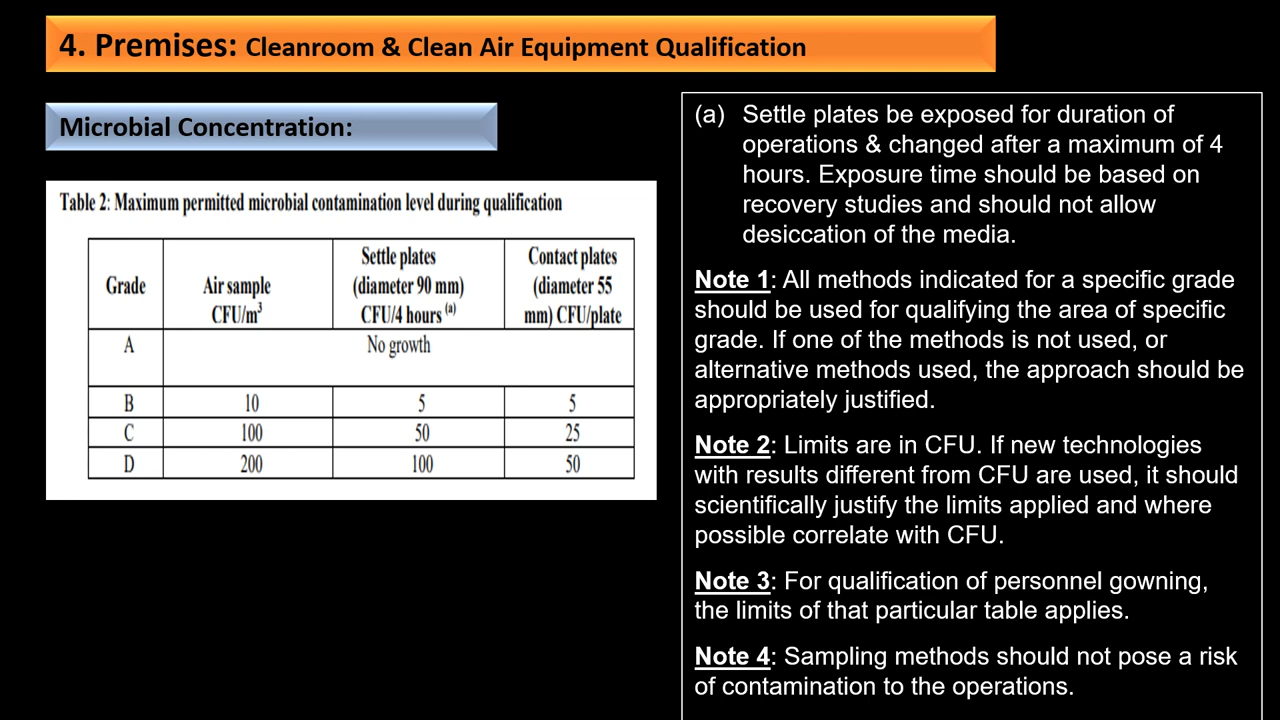 4. Premises: Cleanroom & Clean Air Equipment Qualification
Microbial Concentration:
Table 2: Maximum permitted microbial contamination level during qualification
Grade
Air sample
CFU/m³
Settle plates
(diameter 90 mm)
CFU/4 hours (a)
Contact plates
(diameter 55
mm) CFU/plate
A No growth
B 10 5 5
C 100 50 25
D 200 100 50
(a) Settle plates be exposed for duration of
operations & changed after a maximum of 4
hours. Exposure time should be based on
recovery studies and should not allow
desiccation of the media.
Note 1: All methods indicated for a specific grade
should be used for qualifying the area of specific
grade. If one of the methods is not used, or
alternative methods used, the approach should be
appropriately justified.
Note 2: Limits are in CFU. If new technologies
with results different from CFU are used, it should
scientifically justify the limits applied and where
possible correlate with CFU.
Note 3: For qualification of personnel gowning,
the limits of that particular table applies.
Note 4: Sampling methods should not pose a risk
of contamination to the operations.